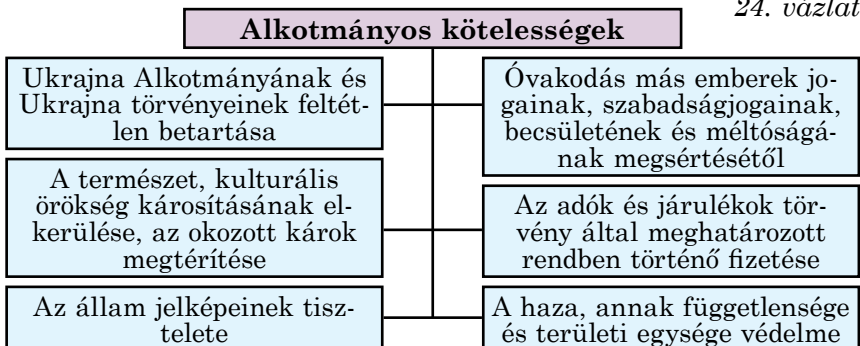 24. vázlat
Alkotmányos kötelességek
Ukrajna Alkotmányának és
Ukrajna törvényeinek feltét-
len betartása
Óvakodás más emberek jo-
gainak, szabadságjogainak,
becsületének és méltóságá-
nak megsértésétől
A természet, kulturális
örökség károsításának el-
kerülése, az okozott károk
megtérítése
Az adók és járulékok tör-
vény által meghatározott
rendben történő fizetése
Az állam jelképeinek tisz-
telete
A haza, annak függetlensége
és területi egysége védelme